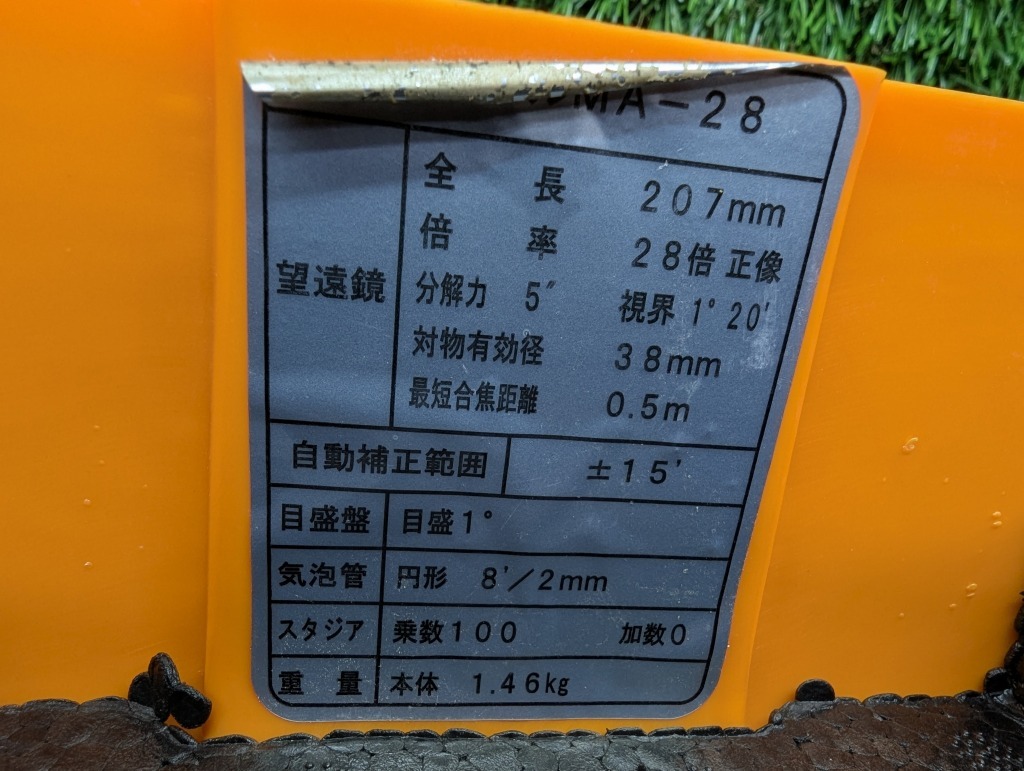 MA-28
望遠鏡
全長 207mm
倍率 28倍 正像
分解力 5″ 視界 1°20′
対物有効径 38mm
最短合焦距離 0.5m
自動補正範囲 ±15′
目盛盤 目盛1°
気泡管 円形 8′/2mm
スタジア 乗数100 加数0
重量 本体 1.46kg